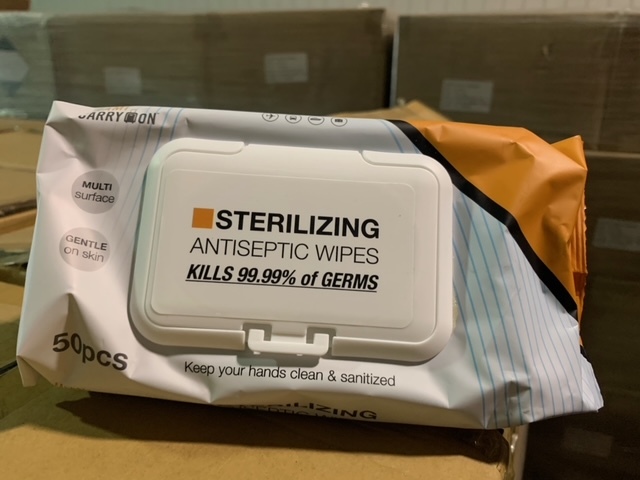 CARRY ON
MULTI
surface
GENTLE
on skin
STERILIZING
ANTISEPTIC WIPES
KILLS 99.99% of GERMS
50pcs
Keep your hands clean & sanitized
STERILIZING